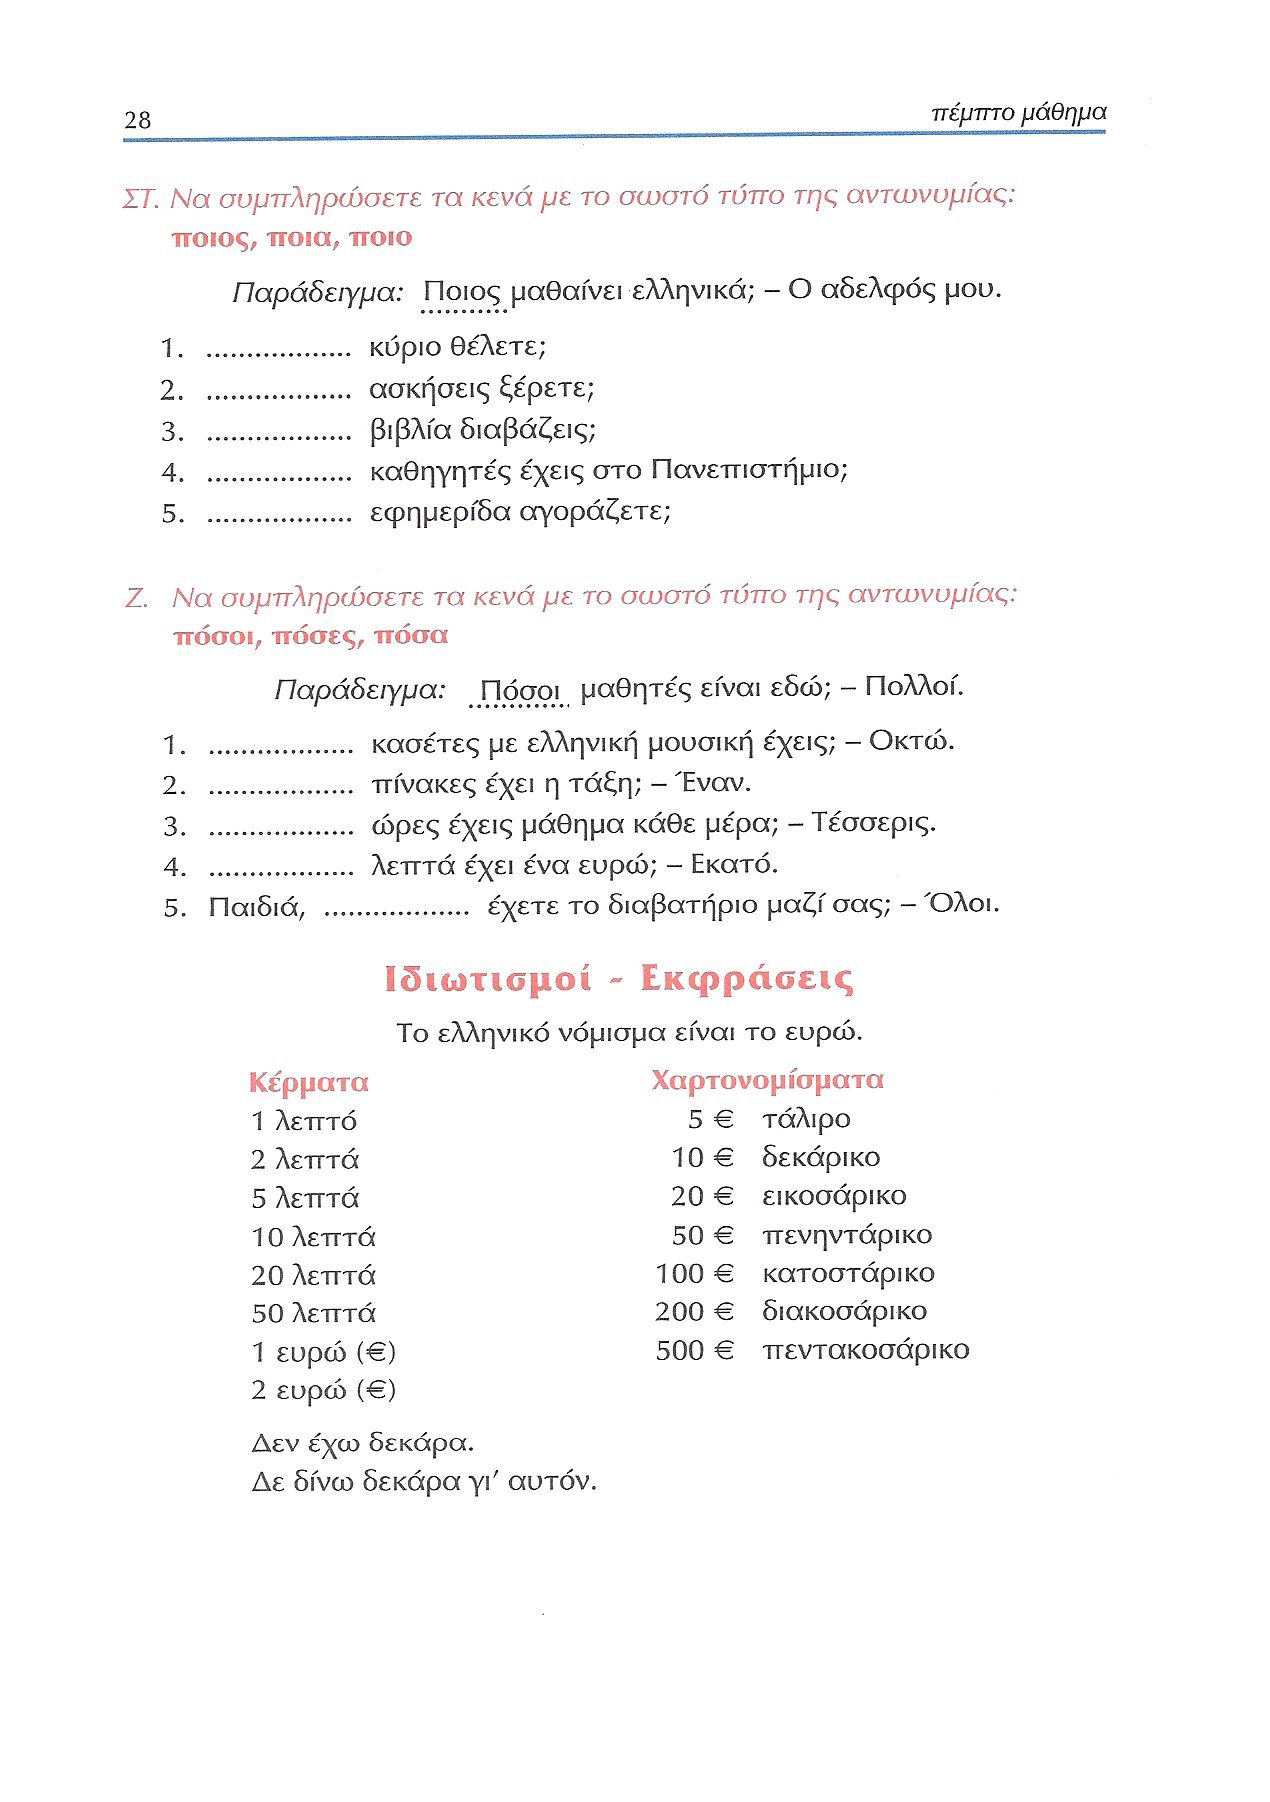 28 πέμπτο μάθημα
ΣΤ. Να συμπληρώσετε τα κενά με το σωστό τύπο της αντωνυμίας:
ποιος, ποια, ποιο
Παράδειγμα: Ποιος μαθαίνει ελληνικά; – Ο αδελφός μου.
1. .................. κύριο θέλετε;
2. .................. ασκήσεις ξέρετε;
3. .................. βιβλία διαβάζεις;
4. .................. καθηγητές έχεις στο Πανεπιστήμιο;
5. .................. εφημερίδα αγοράζετε;
Ζ. Να συμπληρώσετε τα κενά με το σωστό τύπο της αντωνυμίας:
πόσοι, πόσες, πόσα
Παράδειγμα: Πόσοι μαθητές είναι εδώ; – Πολλοί.
1. .................. κασέτες με ελληνική μουσική έχεις; – Οκτώ.
2. .................. πίνακες έχει η τάξη; – Έναν.
3. .................. ώρες έχεις μάθημα κάθε μέρα; – Τέσσερις.
4. .................. λεπτά έχει ένα ευρώ; – Εκατό.
5. Παιδιά, .................. έχετε το διαβατήριο μαζί σας; – Όλοι.
Ιδιωτισμοί - Εκφράσεις
Το ελληνικό νόμισμα είναι το ευρώ.
Κέρματα
1 λεπτό
2 λεπτά
5 λεπτά
10 λεπτά
20 λεπτά
50 λεπτά
1 ευρώ (€)
2 ευρώ (€)
Χαρτονομίσματα
5 € τάλιρο
10 € δεκάρικο
20 € εικοσάρικο
50 € πενηντάρικο
100 € κατοστάρικο
200 € διακοσάρικο
500 € πεντακοσάρικο
Δεν έχω δεκάρα.
Δε δίνω δεκάρα γι' αυτόν.